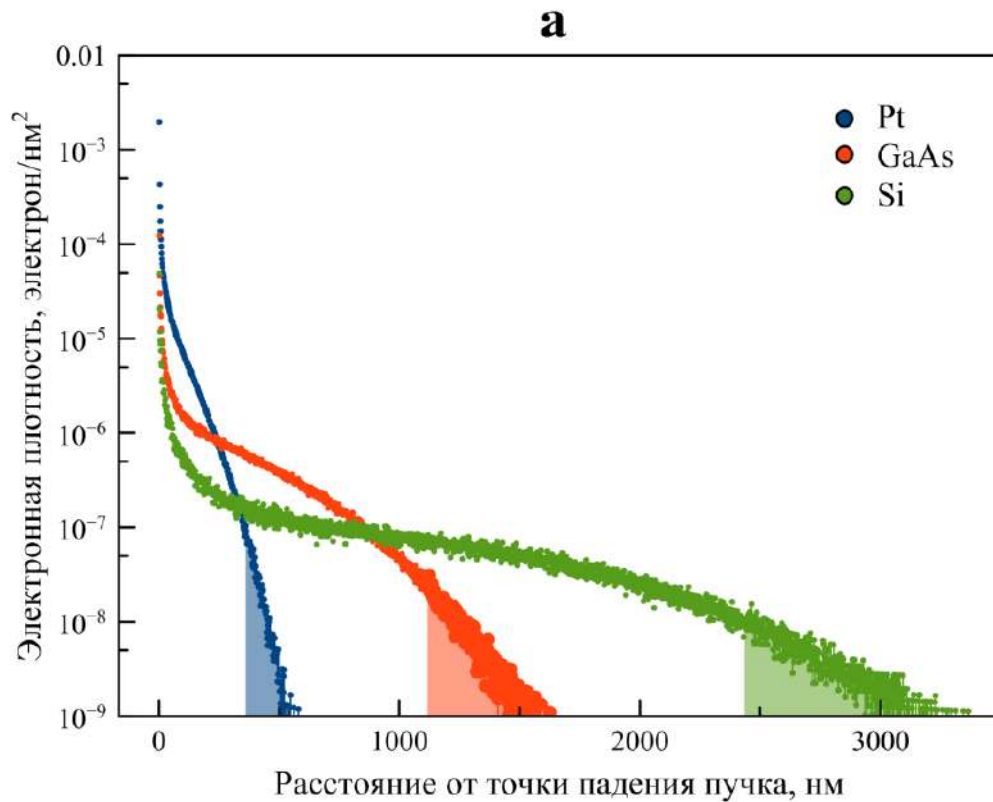 а
0.01
10⁻³
10⁻⁴
10⁻⁵
10⁻⁶
10⁻⁷
10⁻⁸
10⁻⁹
Электронная плотность, электрон/нм²
Pt
GaAs
Si
0 1000 2000 3000
Расстояние от точки падения пучка, нм